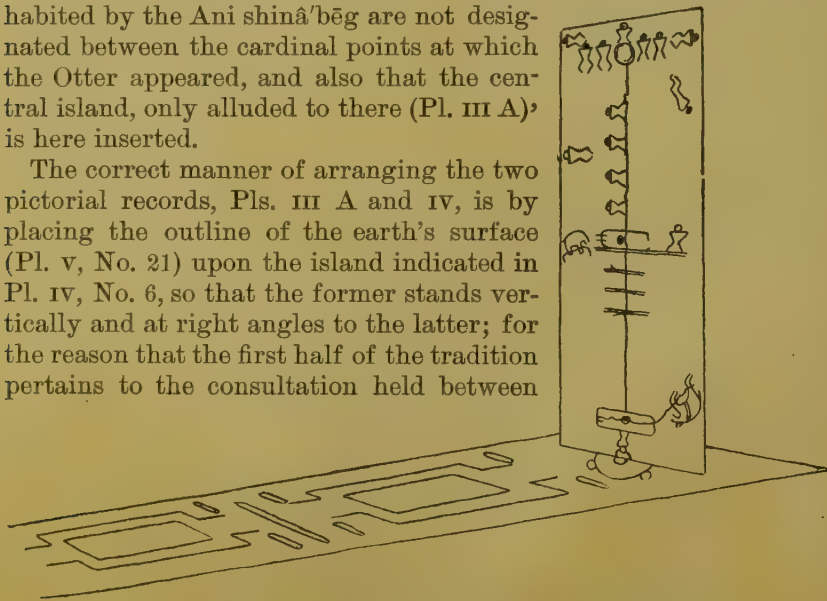 habited by the Ani shinâ′bēg are not desig-
nated between the cardinal points at which
the Otter appeared, and also that the cen-
tral island, only alluded to there (Pl. III A),
is here inserted.
The correct manner of arranging the two
pictorial records, Pls. III A and IV, is by
placing the outline of the earth's surface
(Pl. V, No. 21) upon the island indicated in
Pl. IV, No. 6, so that the former stands ver-
tically and at right angles to the latter; for
the reason that the first half of the tradition
pertains to the consultation held between